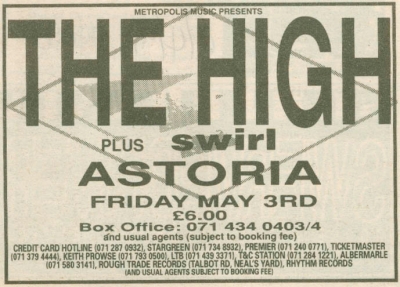 METROPOLIS MUSIC PRESENTS
THE HIGH
PLUS swirl
ASTORIA
FRIDAY MAY 3RD
£6.00
Box Office: 071 434 0403/4
and usual agents (subject to booking fee)
CREDIT CARD HOTLINE (071 287 0932), STARGREEN (071 734 8932), PREMIER (071 240 0771), TICKETMASTER
(071 379 4444), KEITH PROWSE (071 793 0500), LTB (071 439 3371), T&C STATION (071 284 1221), ALBEMARLE
(071 580 3141), ROUGH TRADE RECORDS (TALBOT RD, NEALS YARD), RHYTHM RECORDS
(AND USUAL AGENTS SUBJECT TO BOOKING FEE)